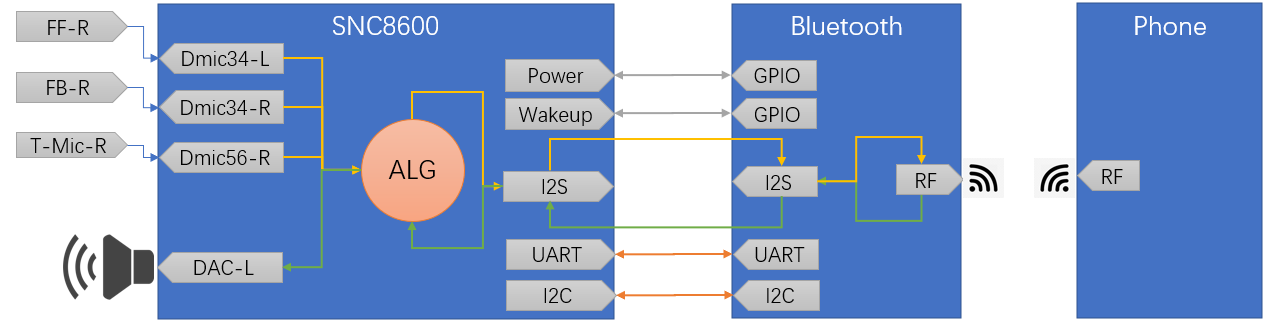 SNC8600
Bluetooth
Phone
FF-R
Dmic34-L
FB-R
Dmic34-R
T-Mic-R
Dmic56-R
DAC-L
ALG
Power
Wakeup
I2S
UART
I2C
GPIO
GPIO
I2S
RF
UART
I2C
RF